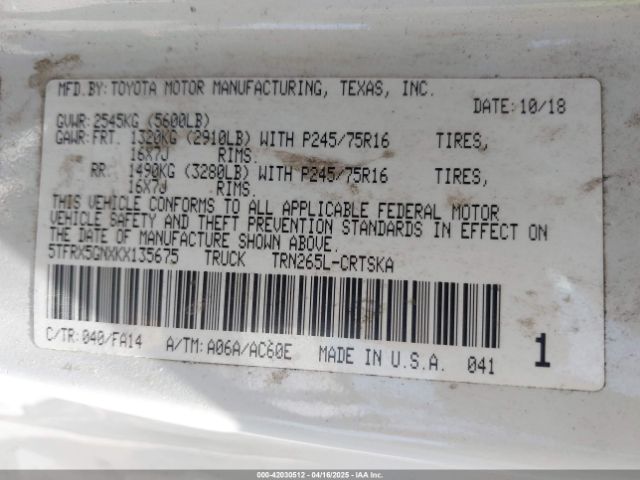 MFD.BY: TOYOTA MOTOR MANUFACTURING, TEXAS, INC.
DATE: 10/18
GVWR: 2545KG (5600LB)
GAWR: FRT. 1320KG (2910LB) WITH P245/75R16 TIRES,
16X7J RIMS.
RR. 1490KG (3280LB) WITH P245/75R16 TIRES,
16X7J RIMS.
THIS VEHICLE CONFORMS TO ALL APPLICABLE FEDERAL MOTOR
VEHICLE SAFETY AND THEFT PREVENTION STANDARDS IN EFFECT ON
THE DATE OF MANUFACTURE SHOWN ABOVE.
5TFRX5GNXKX135675 TRUCK TRN265L-CRTSKA
C/TR: 040/FA14 A/TM: A06A/AC60E MADE IN U.S.A. 041 1
000-42030512 - 04/16/2025 - IAAI.COM